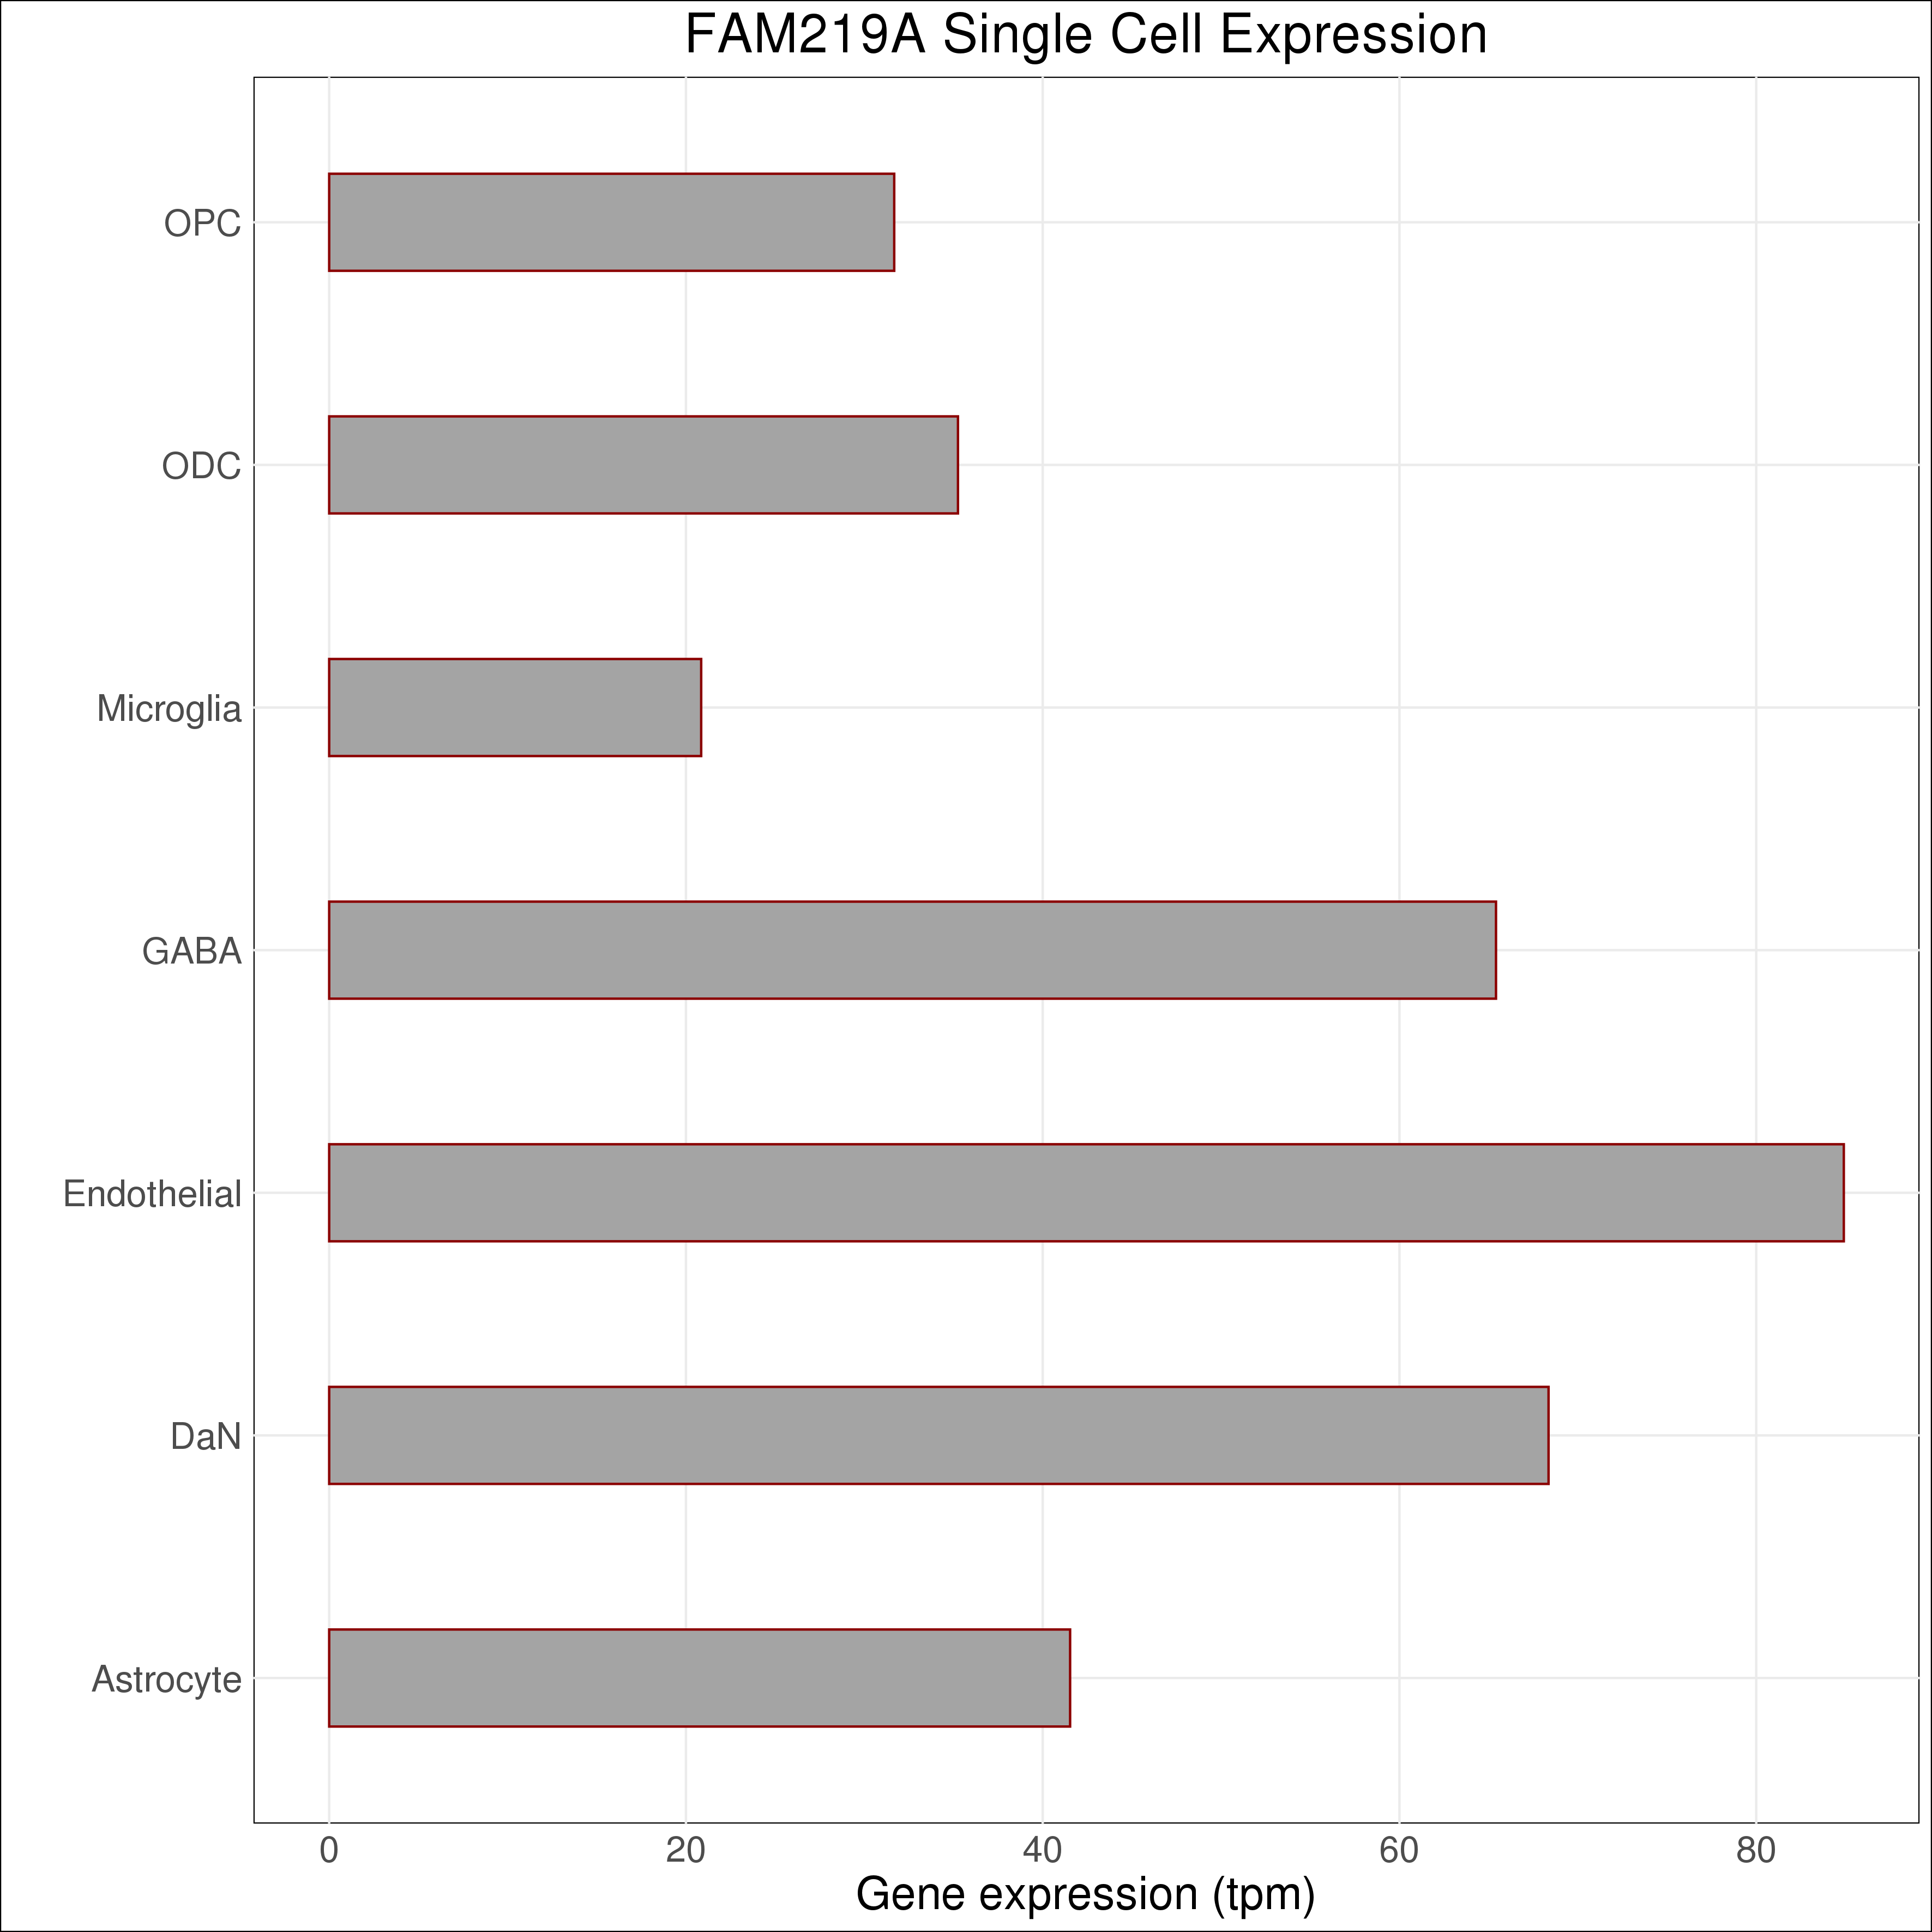 FAM219A Single Cell Expression
OPC
ODC
Microglia
GABA
Endothelial
DaN
Astrocyte
0 20 40 60 80
Gene expression (tpm)